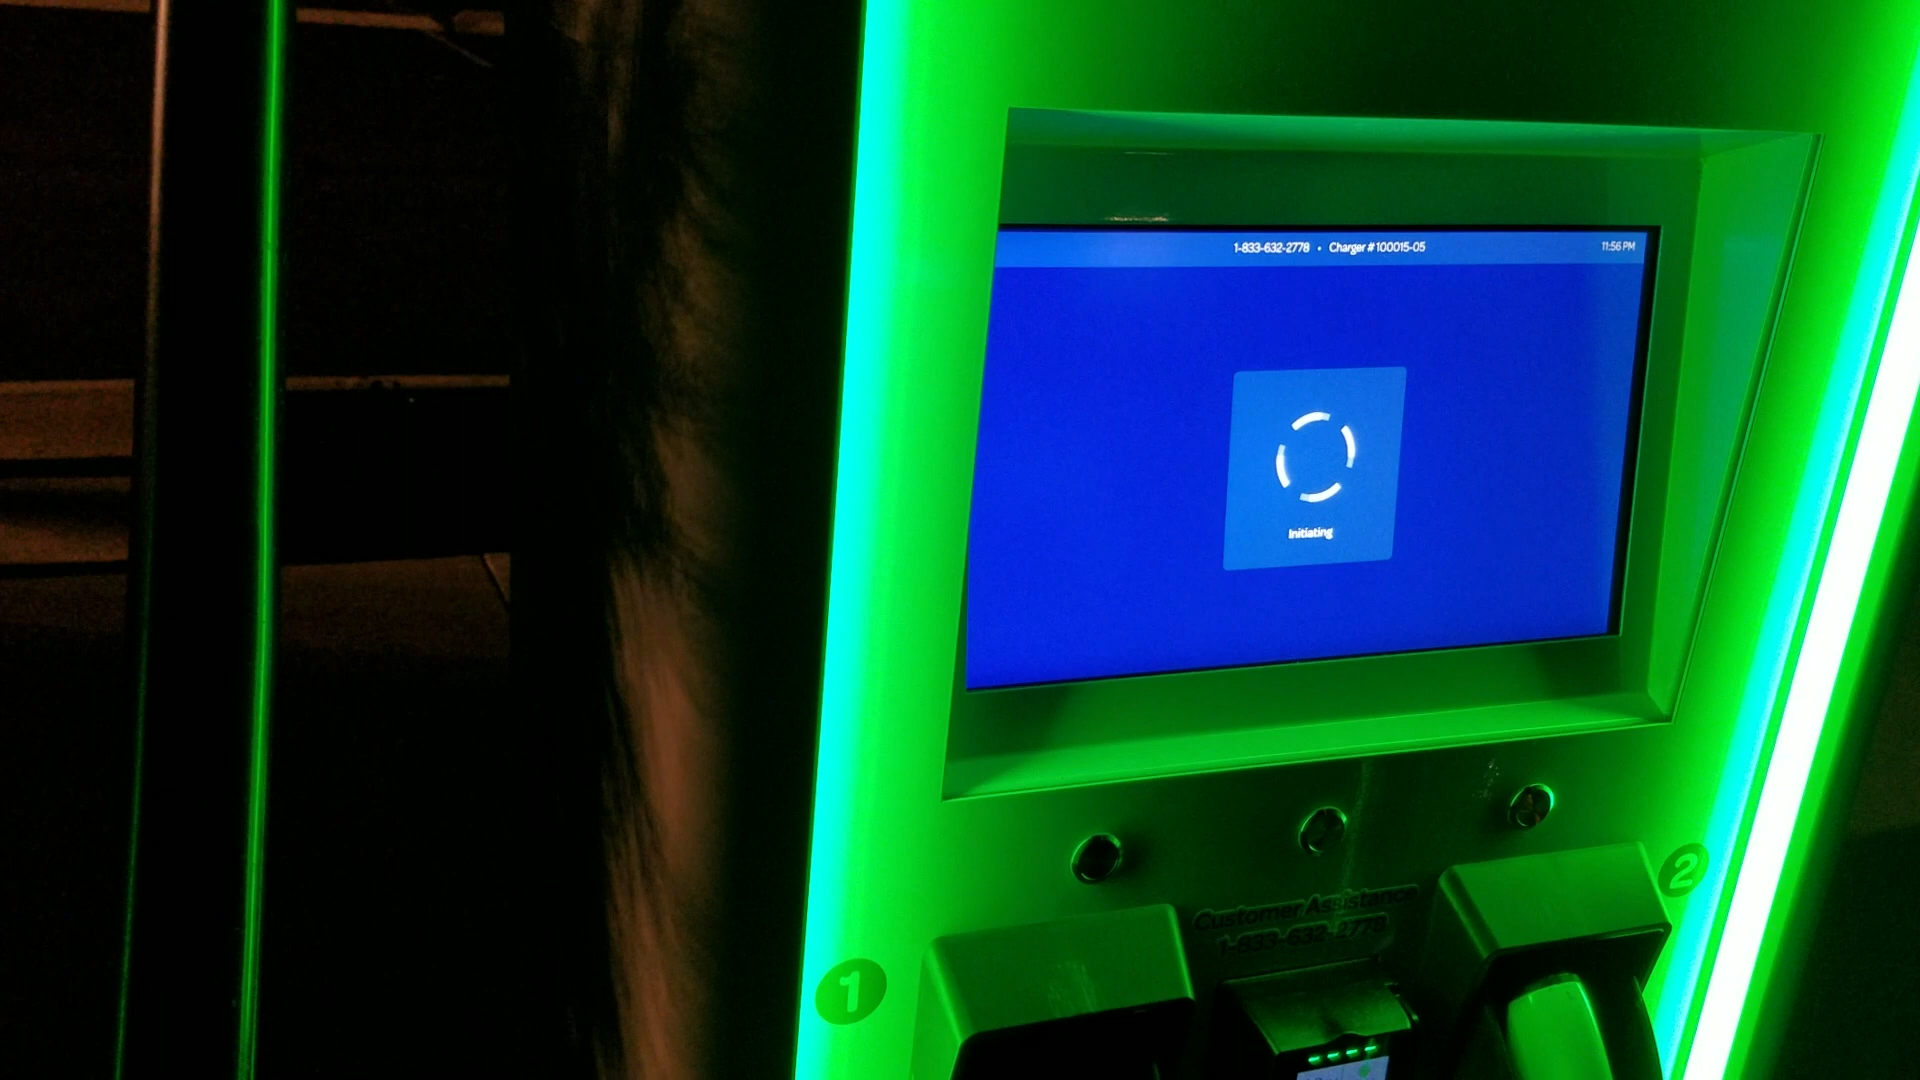 1-833-632-2778 • Charger # 100015-05
11:56 PM
Initiating
Customer Assistance
1-833-632-2778
1
2